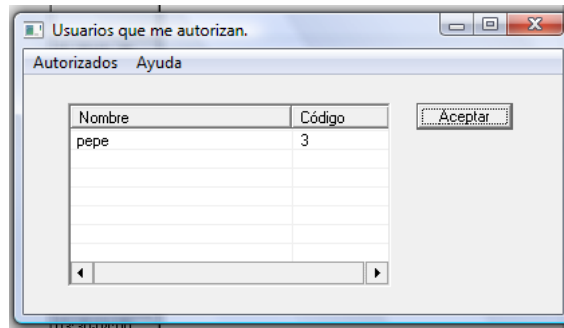 Usuarios que me autorizan.
Autorizados Ayuda
Nombre Código
pepe 3
Aceptar